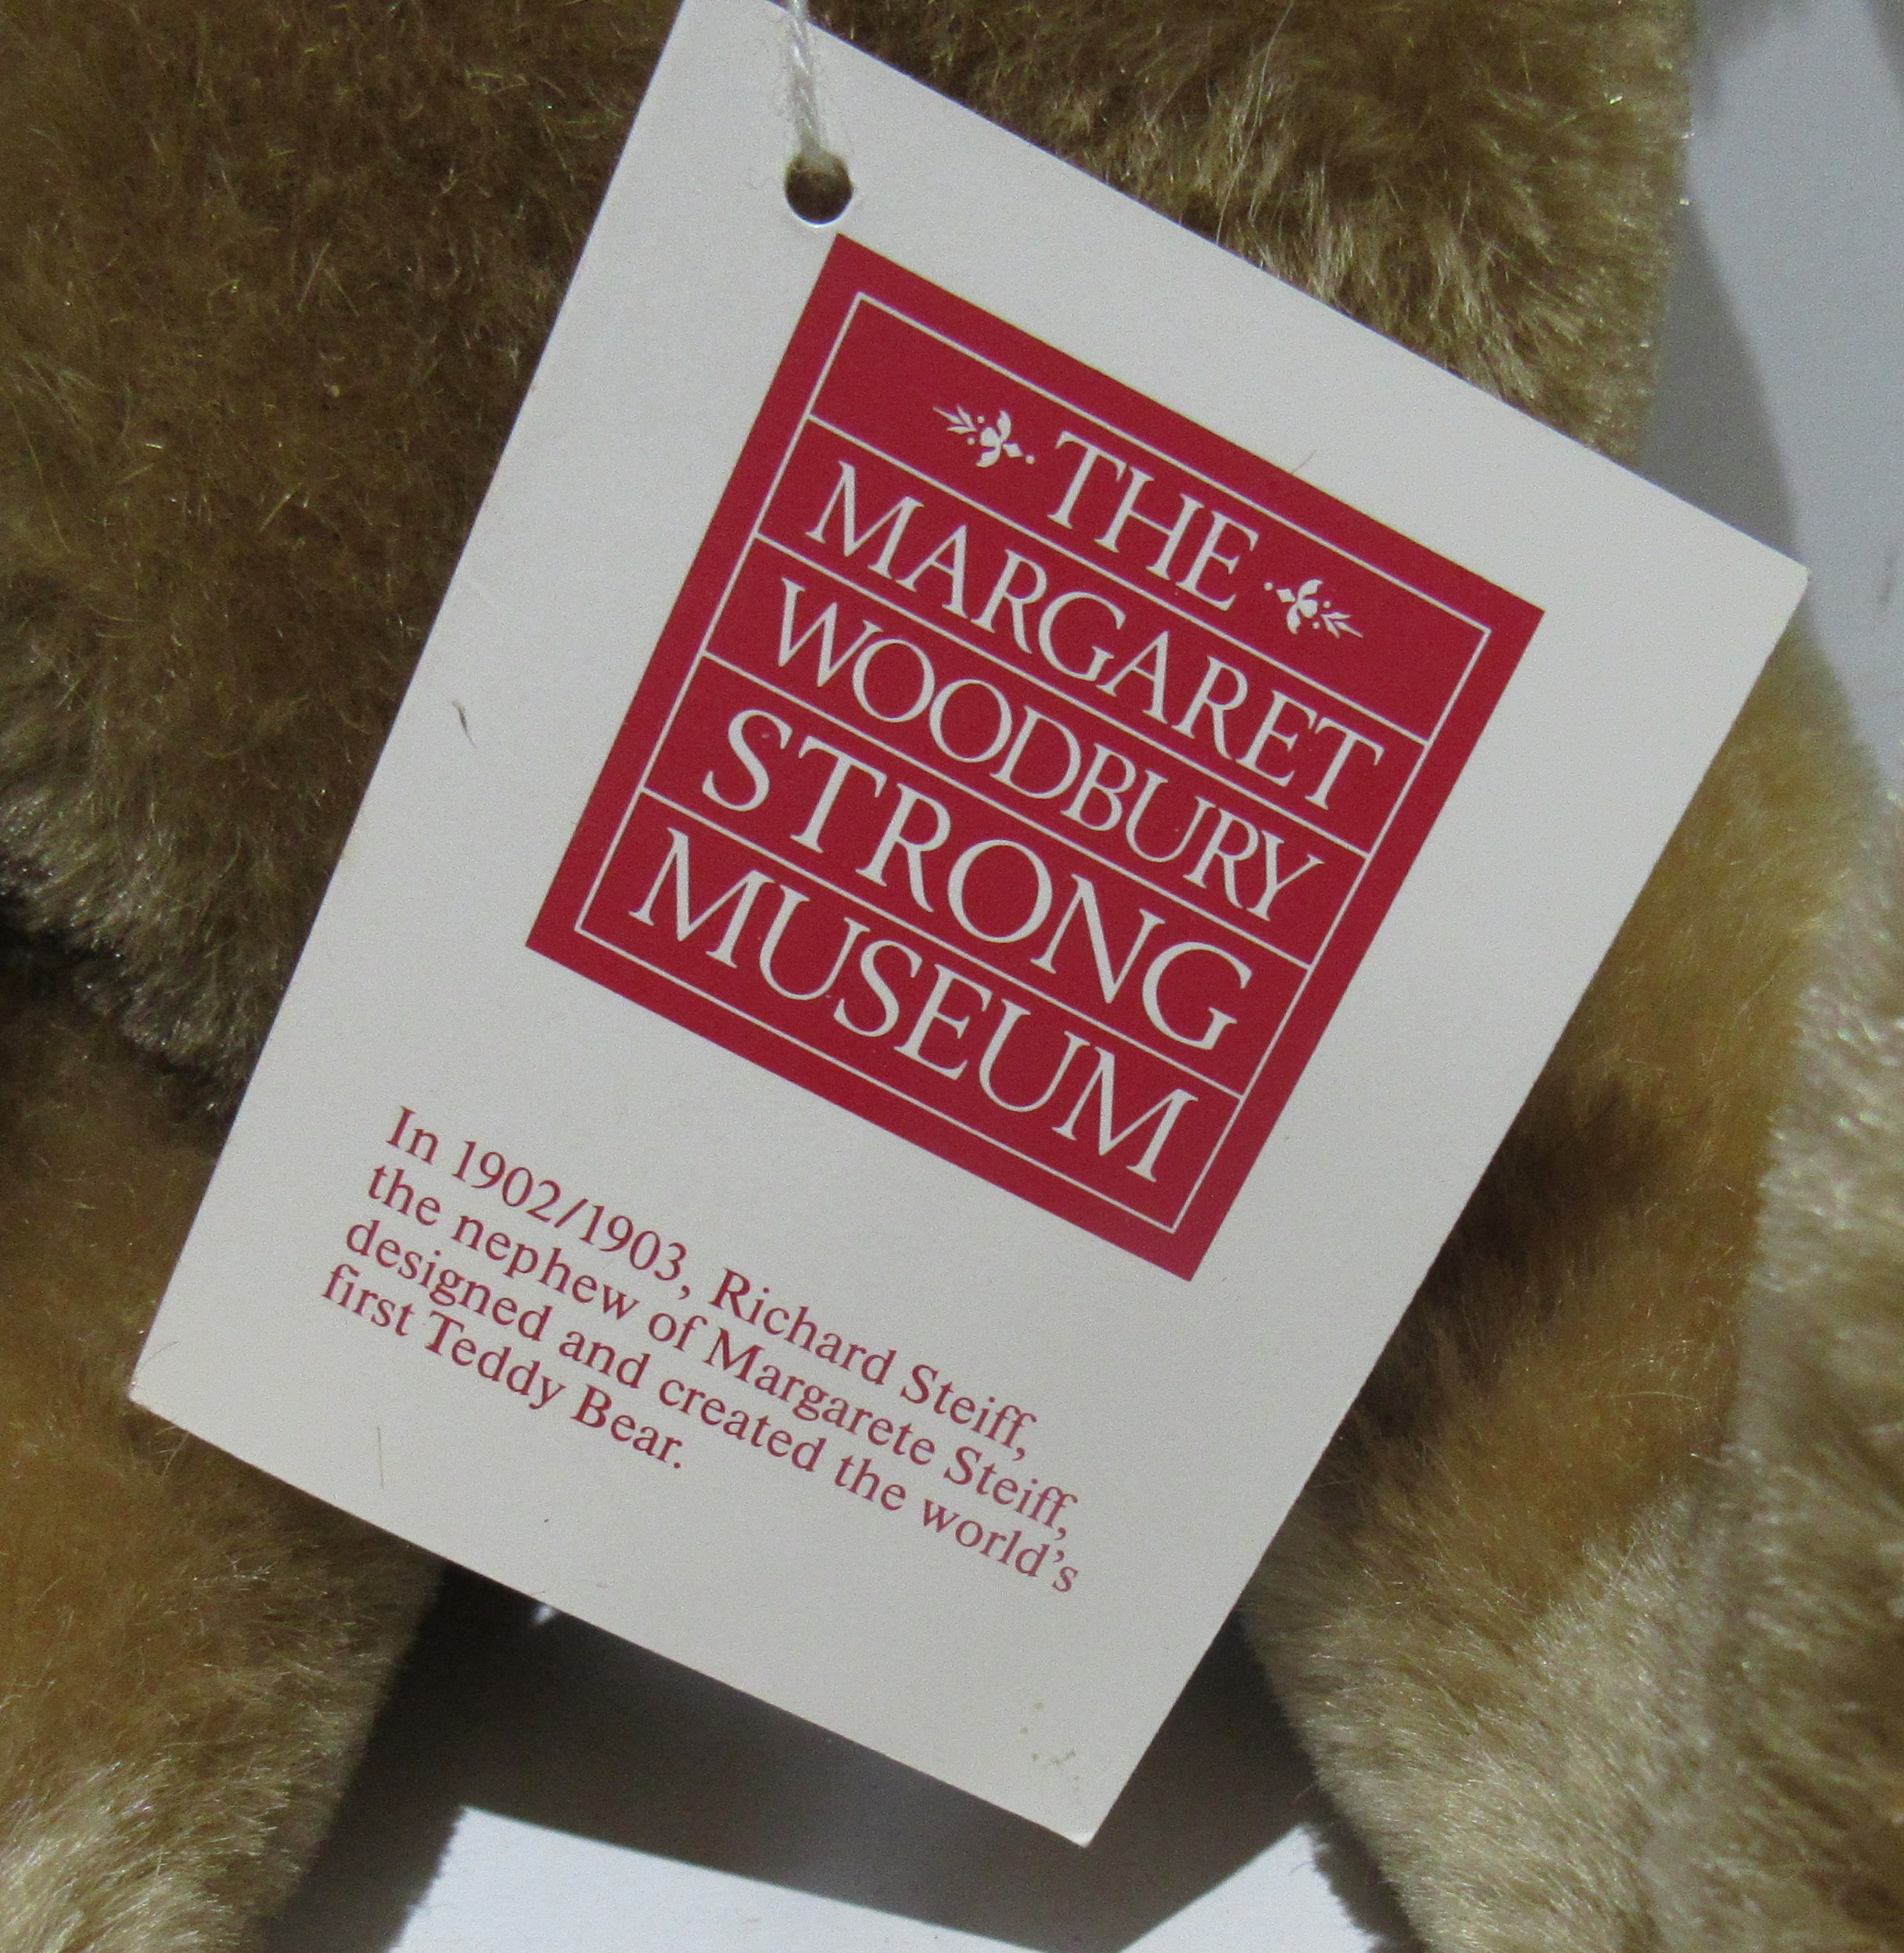 THE
MARGARET
WOODBURY
STRONG
MUSEUM
In 1902/1903, Richard Steiff,
the nephew of Margarete Steiff,
designed and created the world's
first Teddy Bear.